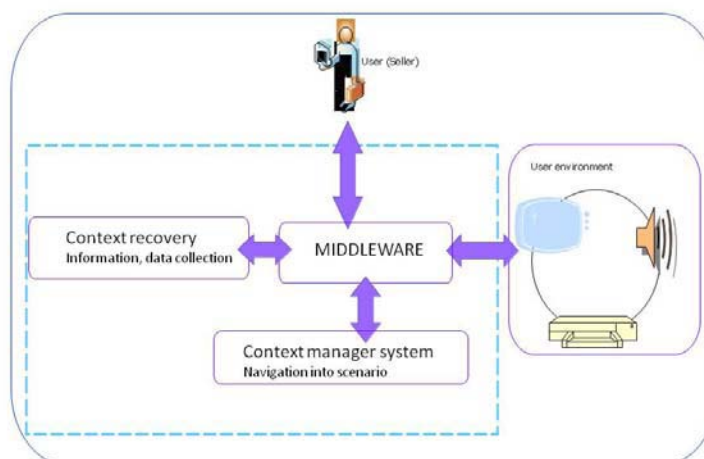 User (Seller)
User environment
Context recovery
Information, data collection
MIDDLEWARE
Context manager system
Navigation into scenario